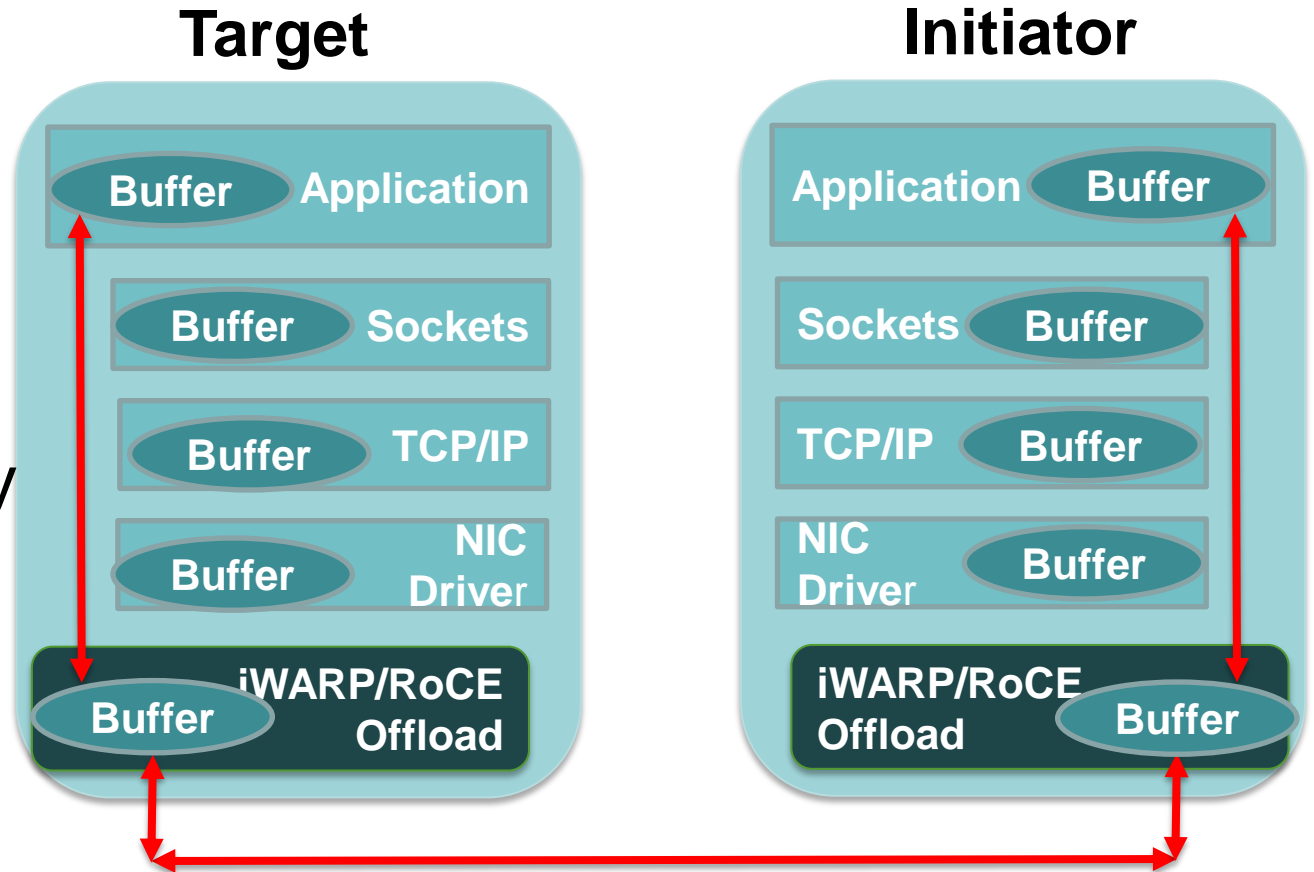 Target
Buffer Application
Buffer Sockets
Buffer TCP/IP
Buffer NIC
Driver
iWARP/RoCE
Buffer Offload
y
Initiator
Application Buffer
Sockets Buffer
TCP/IP Buffer
NIC
Driver Buffer
iWARP/RoCE
Offload Buffer